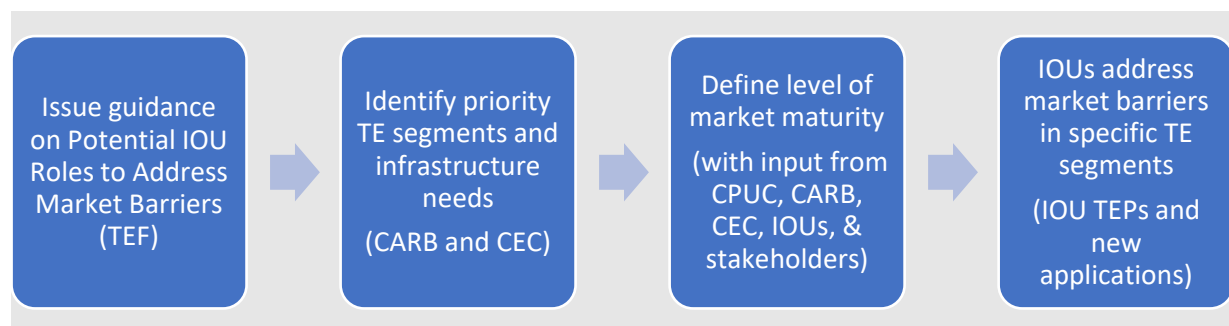 Issue guidance
on Potential IOU
Roles to Address
Market Barriers
(TEF)
Identify priority
TE segments and
infrastructure
needs
(CARB and CEC)
Define level of
market maturity
(with input from
CPUC, CARB,
CEC, IOUs, &
stakeholders)
IOUs address
market barriers
in specific TE
segments
(IOU TEPs and
new
applications)